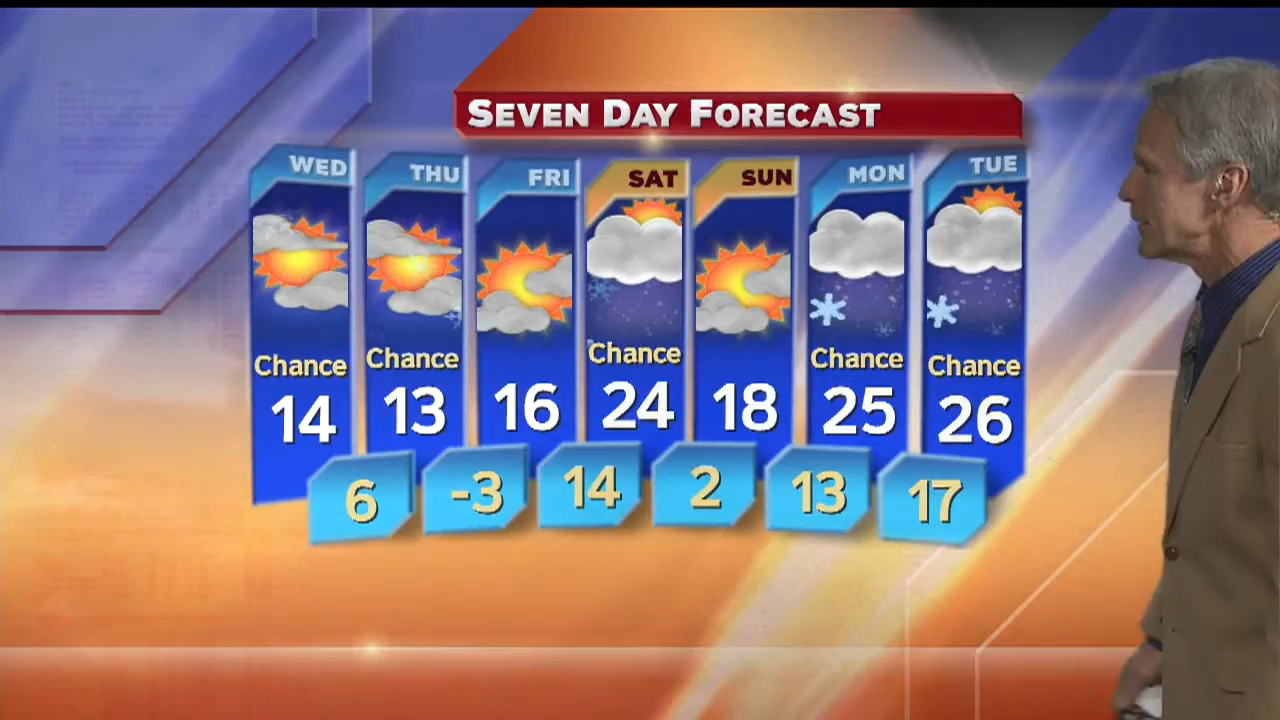 SEVEN DAY FORECAST
WED THU FRI SAT SUN MON TUE
Chance Chance Chance Chance Chance
14 13 16 24 18 25 26
6 -3 14 2 13 17